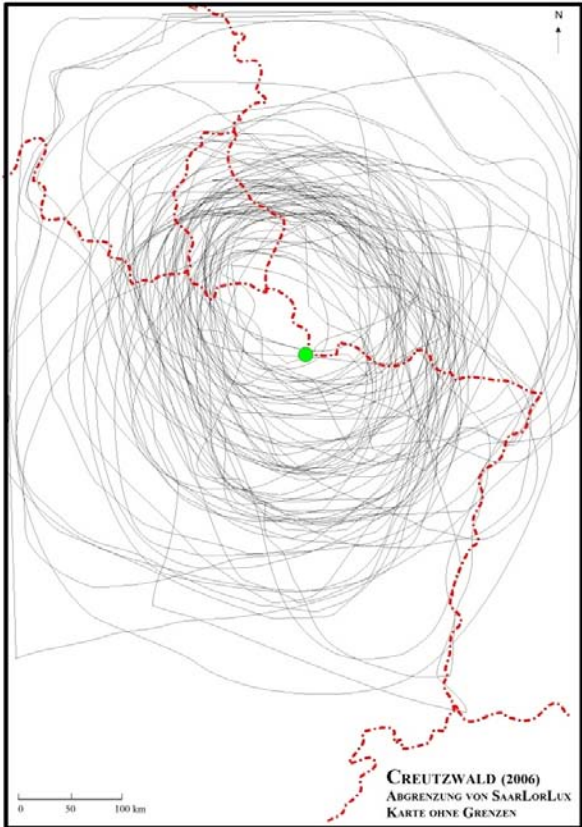 N
0 50 100 km
CREUTZWALD (2006)
ABGRENZUNG VON SAARLORLUX
KARTE OHNE GRENZEN